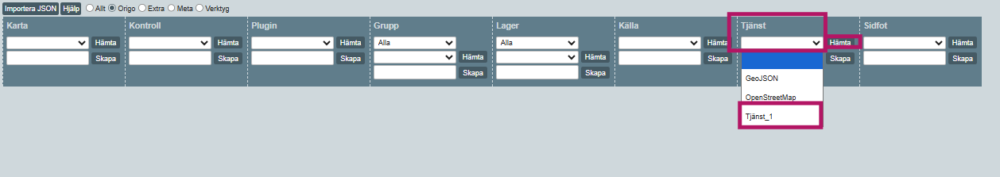 Importera JSON Hjälp Allt Origo Extra Meta Verktyg
Karta Kontroll Plugin Grupp Lager Källa Tjänst Sidfot
Hämta Hämta Hämta Alla Alla Hämta Hämta Hämta
Skapa Skapa Skapa Hämta Hämta Skapa Skapa Skapa
Skapa Skapa
GeoJSON
OpenStreetMap
Tjänst_1